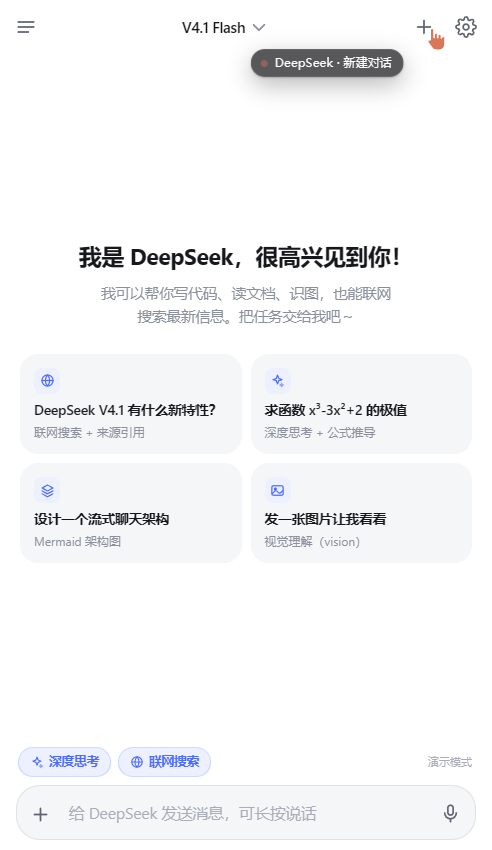 V4.1 Flash
DeepSeek · 新建对话
我是 DeepSeek，很高兴见到你！
我可以帮你写代码、读文档、识图，也能联网
搜索最新信息。把任务交给我吧～
DeepSeek V4.1 有什么新特性？
联网搜索 + 来源引用
求函数 x³-3x²+2 的极值
深度思考 + 公式推导
设计一个流式聊天架构
Mermaid 架构图
发一张图片让我看看
视觉理解（vision）
深度思考
联网搜索
演示模式
给 DeepSeek 发送消息，可长按说话